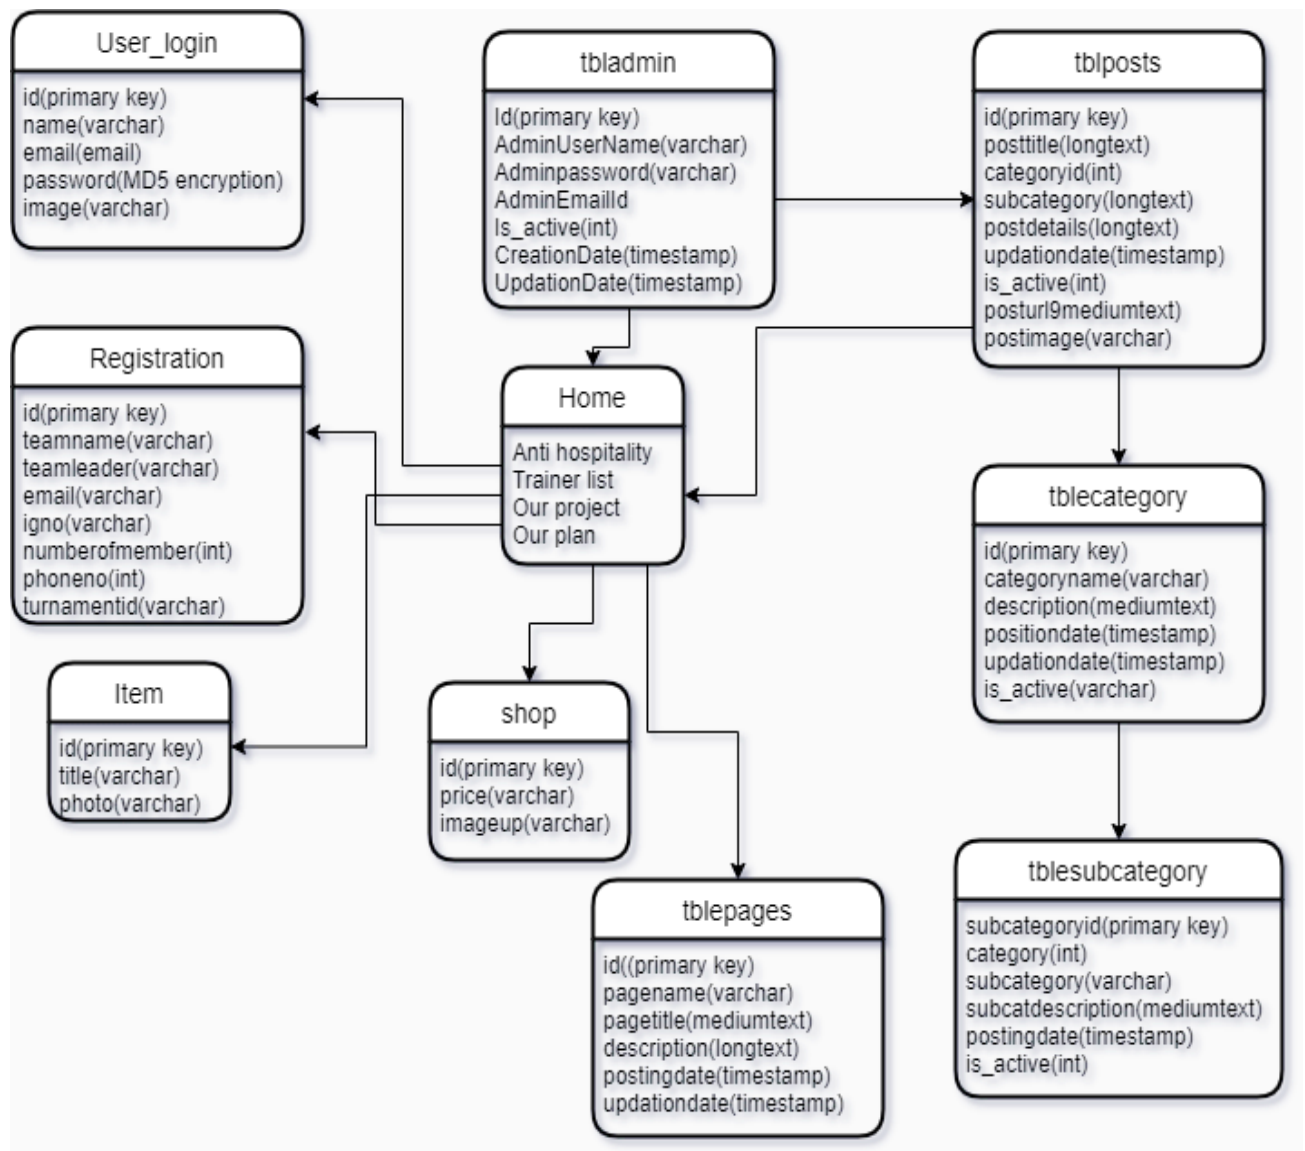 User_login
id(primary key)
name(varchar)
email(email)
password(MD5 encryption)
image(varchar)
tbladmin
Id(primary key)
AdminUserName(varchar)
Adminpassword(varchar)
AdminEmailId
Is_active(int)
CreationDate(timestamp)
UpdationDate(timestamp)
tblposts
id(primary key)
posttitle(longtext)
categoryid(int)
subcategory(longtext)
postdetails(longtext)
updationdate(timestamp)
is_active(int)
posturl9mediumtext)
postimage(varchar)
Registration
id(primary key)
teamname(varchar)
teamleader(varchar)
email(varchar)
igno(varchar)
numberofmember(int)
phoneno(int)
turnamentid(varchar)
Home
Anti hospitality
Trainer list
Our project
Our plan
tblecategory
id(primary key)
categoryname(varchar)
description(mediumtext)
positiondate(timestamp)
updationdate(timestamp)
is_active(varchar)
Item
id(primary key)
title(varchar)
photo(varchar)
shop
id(primary key)
price(varchar)
imageup(varchar)
tblepages
id((primary key)
pagename(varchar)
pagetitle(mediumtext)
description(longtext)
postingdate(timestamp)
updationdate(timestamp)
tblesubcategory
subcategoryid(primary key)
category(int)
subcategory(varchar)
subcatdescription(mediumtext)
postingdate(timestamp)
is_active(int)